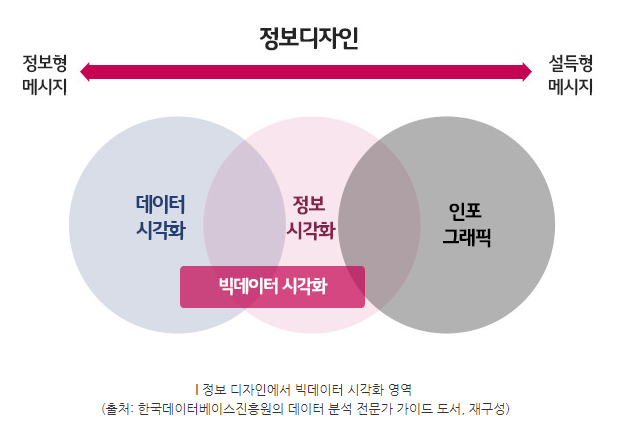 정보디자인
정보형
메시지
설득형
메시지
데이터
시각화
정보
시각화
인포
그래픽
빅데이터 시각화
l 정보 디자인에서 빅데이터 시각화 영역
(출처: 한국데이터베이스진흥원의 데이터 분석 전문가 가이드 도서, 재구성)